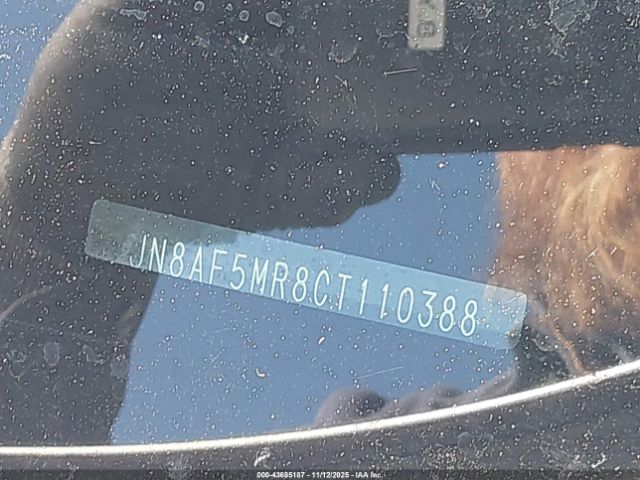 JN8AF5MR8CT110388
000-43685187 - 11/12/2025 - IAA Inc.